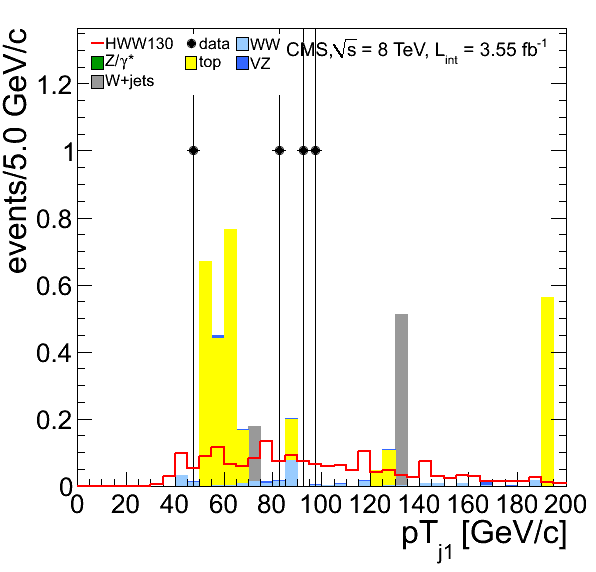 HWW130 data WW CMS,√s = 8 TeV, Lint = 3.55 fb-1
Z/γ* top VZ
W+jets
events/5.0 GeV/c
1.2
1
0.8
0.6
0.4
0.2
0
0 20 40 60 80 100 120 140 160 180 200
pTj1 [GeV/c]